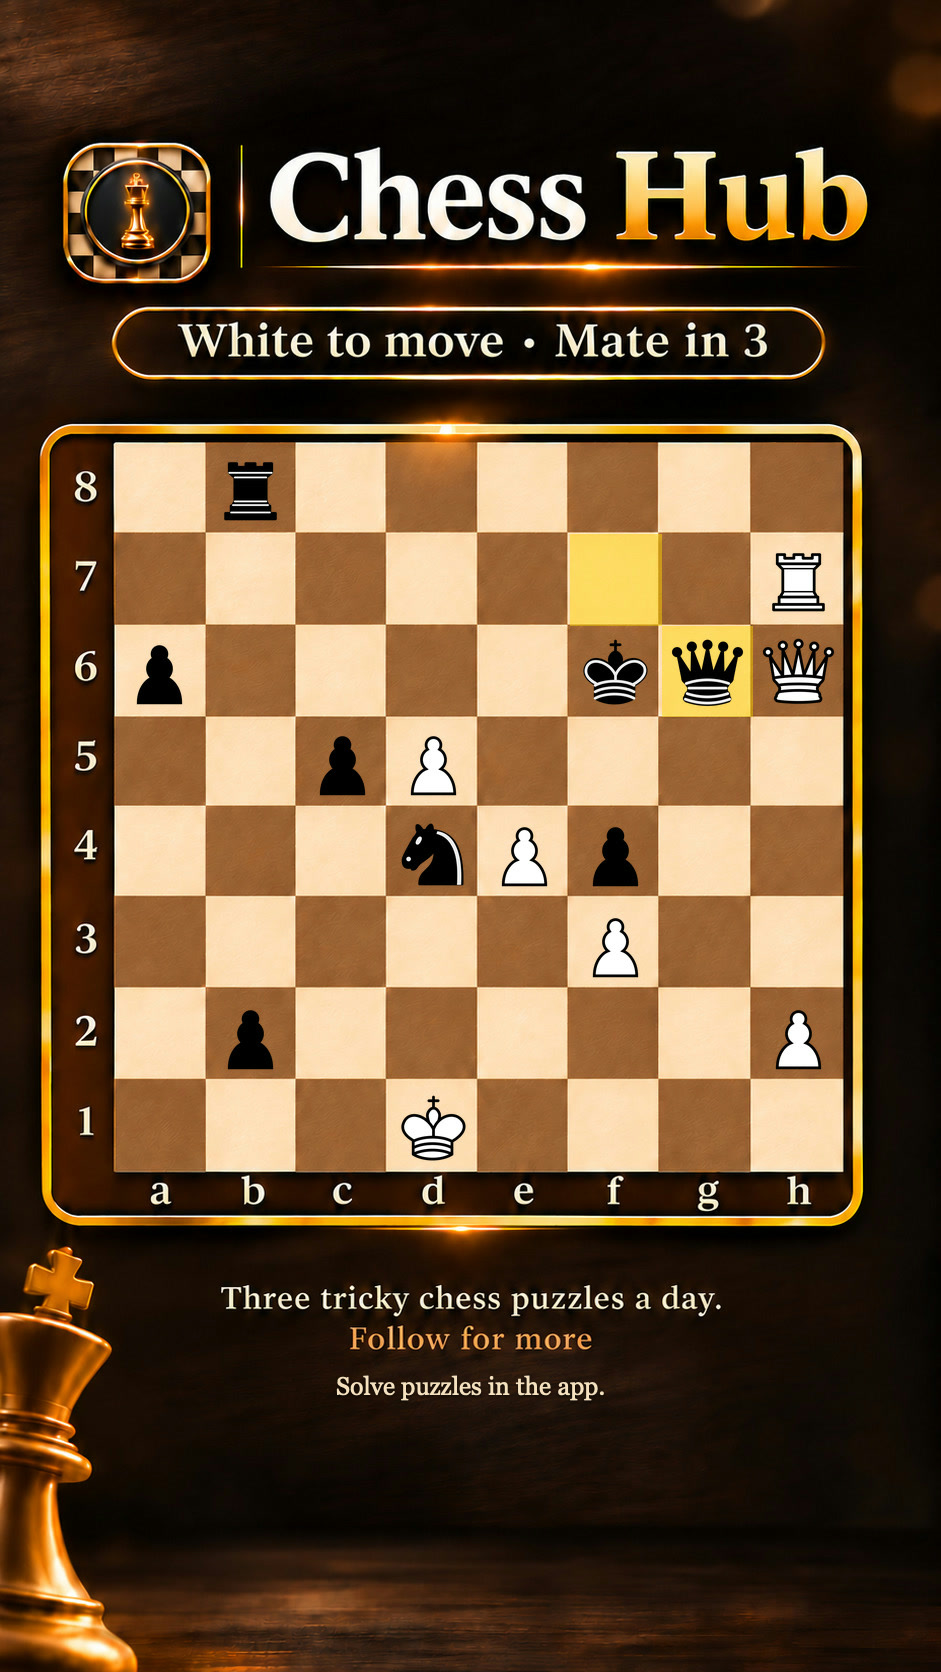 Chess Hub
White to move • Mate in 3
8
7
6
5
4
3
2
1
a b c d e f g h
Three tricky chess puzzles a day.
Follow for more
Solve puzzles in the app.